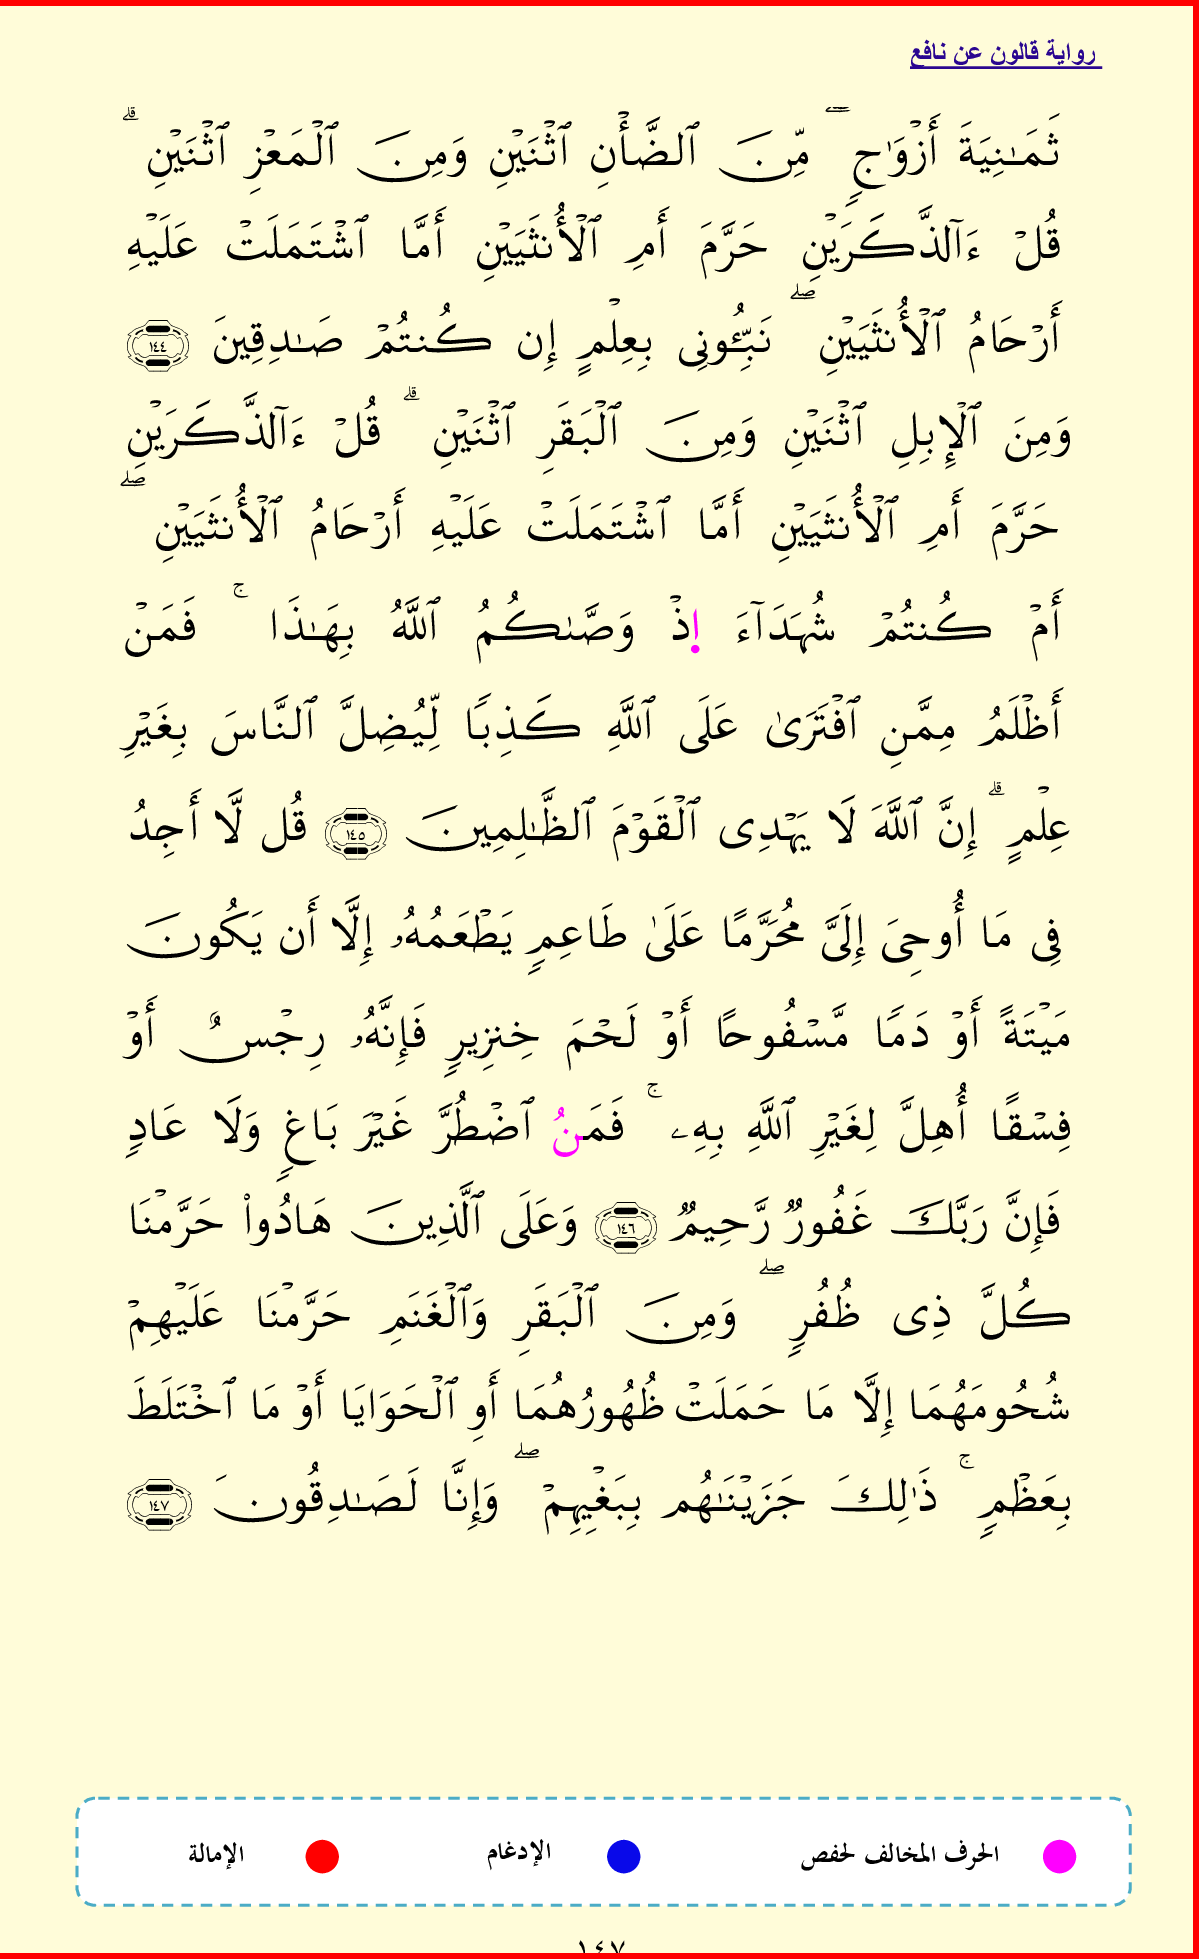 رواية قالون عن نافع
ثَمَٰنِيَةَ أَزْوَٰجٍ ۖ مِّنَ ٱلضَّأْنِ ٱثْنَيْنِ وَمِنَ ٱلْمَعْزِ ٱثْنَيْنِ ۗ
قُلْ ءَآلذَّكَرَيْنِ حَرَّمَ أَمِ ٱلْأُنثَيَيْنِ أَمَّا ٱشْتَمَلَتْ عَلَيْهِ
أَرْحَامُ ٱلْأُنثَيَيْنِ ۖ نَبِّـُٔونِى بِعِلْمٍ إِن كُنتُمْ صَٰدِقِينَ ١٤٤
وَمِنَ ٱلْإِبِلِ ٱثْنَيْنِ وَمِنَ ٱلْبَقَرِ ٱثْنَيْنِ ۗ قُلْ ءَآلذَّكَرَيْنِ
حَرَّمَ أَمِ ٱلْأُنثَيَيْنِ أَمَّا ٱشْتَمَلَتْ عَلَيْهِ أَرْحَامُ ٱلْأُنثَيَيْنِ ۖ
أَمْ كُنتُمْ شُهَدَآءَ اِ۬ذْ وَصَّىٰكُمُ ٱللَّهُ بِهَٰذَا ۚ فَمَنْ
أَظْلَمُ مِمَّنِ ٱفْتَرَىٰ عَلَى ٱللَّهِ كَذِبًا لِّيُضِلَّ ٱلنَّاسَ بِغَيْرِ
عِلْمٍ ۗ إِنَّ ٱللَّهَ لَا يَهْدِى ٱلْقَوْمَ ٱلظَّٰلِمِينَ ١٤٥ قُل لَّا أَجِدُ
فِى مَا أُوحِىَ إِلَىَّ مُحَرَّمًا عَلَىٰ طَاعِمٍ يَطْعَمُهُۥ إِلَّا أَن يَكُونَ
مَيْتَةً أَوْ دَمًا مَّسْفُوحًا أَوْ لَحْمَ خِنزِيرٍ فَإِنَّهُۥ رِجْسٌ أَوْ
فِسْقًا أُهِلَّ لِغَيْرِ ٱللَّهِ بِهِۦ ۚ فَمَنُ ٱضْطُرَّ غَيْرَ بَاغٍ وَلَا عَادٍ
فَإِنَّ رَبَّكَ غَفُورٌ رَّحِيمٌ ١٤٦ وَعَلَى ٱلَّذِينَ هَادُوا۟ حَرَّمْنَا
كُلَّ ذِى ظُفُرٍ ۖ وَمِنَ ٱلْبَقَرِ وَٱلْغَنَمِ حَرَّمْنَا عَلَيْهِمْ
شُحُومَهُمَا إِلَّا مَا حَمَلَتْ ظُهُورُهُمَا أَوِ ٱلْحَوَايَا أَوْ مَا ٱخْتَلَطَ
بِعَظْمٍ ۚ ذَٰلِكَ جَزَيْنَٰهُم بِبَغْيِهِمْ ۖ وَإِنَّا لَصَٰدِقُونَ ١٤٧
الحرف المخالف لحفص الإدغام الإمالة
١٤٧